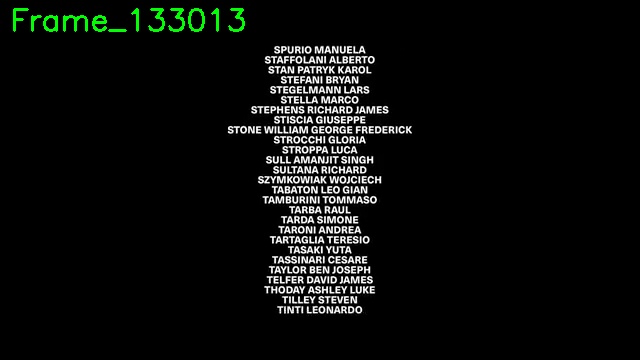 Frame_133013
SPURIO MANUELA
STAFFOLANI ALBERTO
STAN PATRYK KAROL
STEFANI BRYAN
STEGELMANN LARS
STELLA MARCO
STEPHENS RICHARD JAMES
STISCIA GIUSEPPE
STONE WILLIAM GEORGE FREDERICK
STROCCHI GLORIA
STROPPA LUCA
SULL AMANJIT SINGH
SULTANA RICHARD
SZYMKOWIAK WOJCIECH
TABATON LEO GIAN
TAMBURINI TOMMASO
TARBA RAUL
TARDA SIMONE
TARONI ANDREA
TARTAGLIA TERESIO
TASAKI YUTA
TASSINARI CESARE
TAYLOR BEN JOSEPH
TELFER DAVID JAMES
THODAY ASHLEY LUKE
TILLEY STEVEN
TINTI LEONARDO